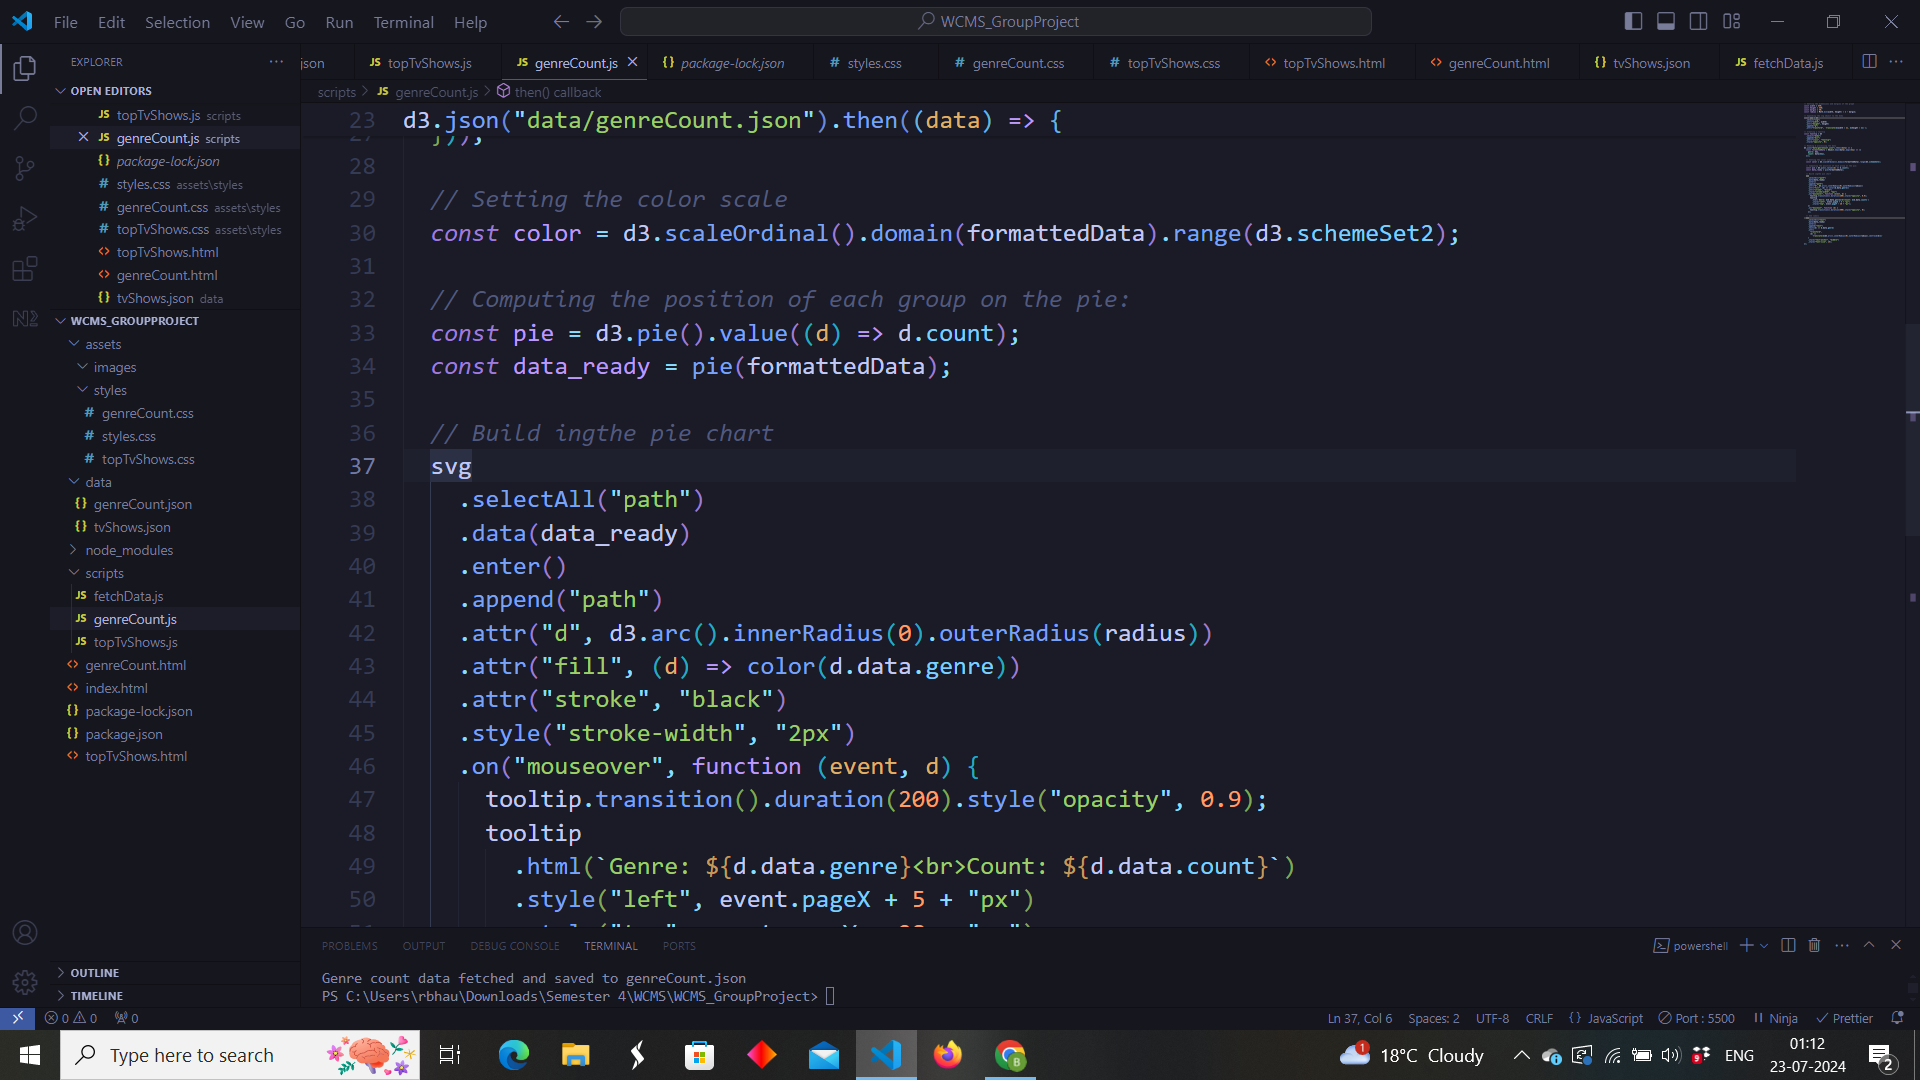 File Edit Selection View Go Run Terminal Help
WCMS_GroupProject
EXPLORER
OPEN EDITORS
JS topTvShows.js scripts
JS genreCount.js scripts
{} package-lock.json
# styles.css assets\styles
# genreCount.css assets\styles
# topTvShows.css assets\styles
<> topTvShows.html
<> genreCount.html
{} tvShows.json data
WCMS_GROUPPROJECT
assets
images
styles
# genreCount.css
# styles.css
# topTvShows.css
data
{} genreCount.json
{} tvShows.json
node_modules
scripts
JS fetchData.js
JS genreCount.js
JS topTvShows.js
<> genreCount.html
<> index.html
{} package-lock.json
{} package.json
<> topTvShows.html
OUTLINE
TIMELINE
json JS topTvShows.js JS genreCount.js {} package-lock.json # styles.css # genreCount.css # topTvShows.css <> topTvShows.html <> genreCount.html {} tvShows.json JS fetchData.js
scripts > JS genreCount.js > then() callback
23 d3.json("data/genreCount.json").then((data) => {
27 }));
28
29 // Setting the color scale
30 const color = d3.scaleOrdinal().domain(formattedData).range(d3.schemeSet2);
31
32 // Computing the position of each group on the pie:
33 const pie = d3.pie().value((d) => d.count);
34 const data_ready = pie(formattedData);
35
36 // Build ingthe pie chart
37 svg
38 .selectAll("path")
39 .data(data_ready)
40 .enter()
41 .append("path")
42 .attr("d", d3.arc().innerRadius(0).outerRadius(radius))
43 .attr("fill", (d) => color(d.data.genre))
44 .attr("stroke", "black")
45 .style("stroke-width", "2px")
46 .on("mouseover", function (event, d) {
47 tooltip.transition().duration(200).style("opacity", 0.9);
48 tooltip
49 .html(`Genre: ${d.data.genre}<br>Count: ${d.data.count}`)
50 .style("left", event.pageX + 5 + "px")
PROBLEMS OUTPUT DEBUG CONSOLE TERMINAL PORTS
powershell
Genre count data fetched and saved to genreCount.json
PS C:\Users\rbhau\Downloads\Semester 4\WCMS\WCMS_GroupProject>
0 0 0
Ln 37, Col 6 Spaces: 2 UTF-8 CRLF {} JavaScript Port : 5500 Ninja Prettier
Type here to search
1 18°C Cloudy
9 ENG
01:12
23-07-2024
2